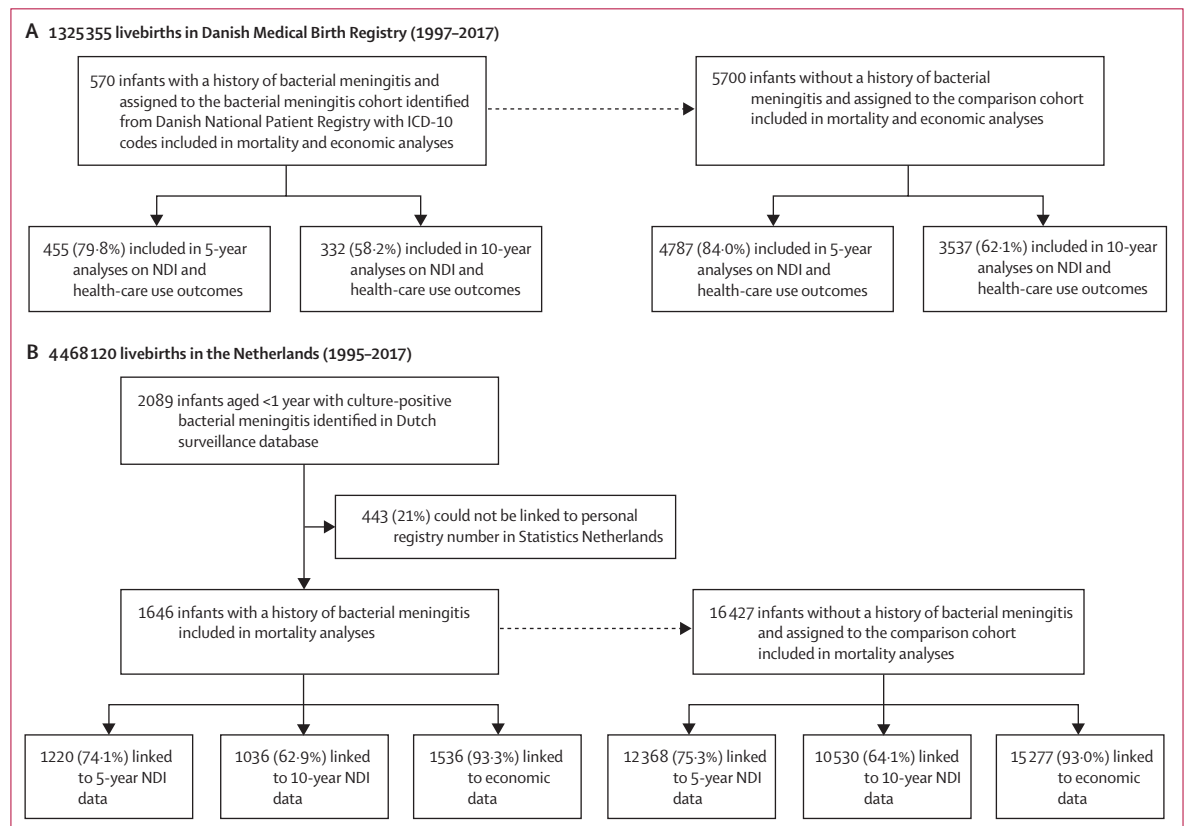 A 1325355 livebirths in Danish Medical Birth Registry (1997–2017)
570 infants with a history of bacterial meningitis and
assigned to the bacterial meningitis cohort identified
from Danish National Patient Registry with ICD-10
codes included in mortality and economic analyses
5700 infants without a history of bacterial
meningitis and assigned to the comparison cohort
included in mortality and economic analyses
455 (79·8%) included in 5-year
analyses on NDI and
health-care use outcomes
332 (58·2%) included in 10-year
analyses on NDI and
health-care use outcomes
4787 (84·0%) included in 5-year
analyses on NDI and
health-care use outcomes
3537 (62·1%) included in 10-year
analyses on NDI and
health-care use outcomes
B 4468120 livebirths in the Netherlands (1995–2017)
2089 infants aged <1 year with culture-positive
bacterial meningitis identified in Dutch
surveillance database
443 (21%) could not be linked to personal
registry number in Statistics Netherlands
1646 infants with a history of bacterial meningitis
included in mortality analyses
16427 infants without a history of bacterial meningitis
and assigned to the comparison cohort
included in mortality analyses
1220 (74·1%) linked
to 5-year NDI
data
1036 (62·9%) linked
to 10-year NDI
data
1536 (93·3%) linked
to economic
data
12368 (75·3%) linked
to 5-year NDI
data
10530 (64·1%) linked
to 10-year NDI
data
15277 (93·0%) linked
to economic
data